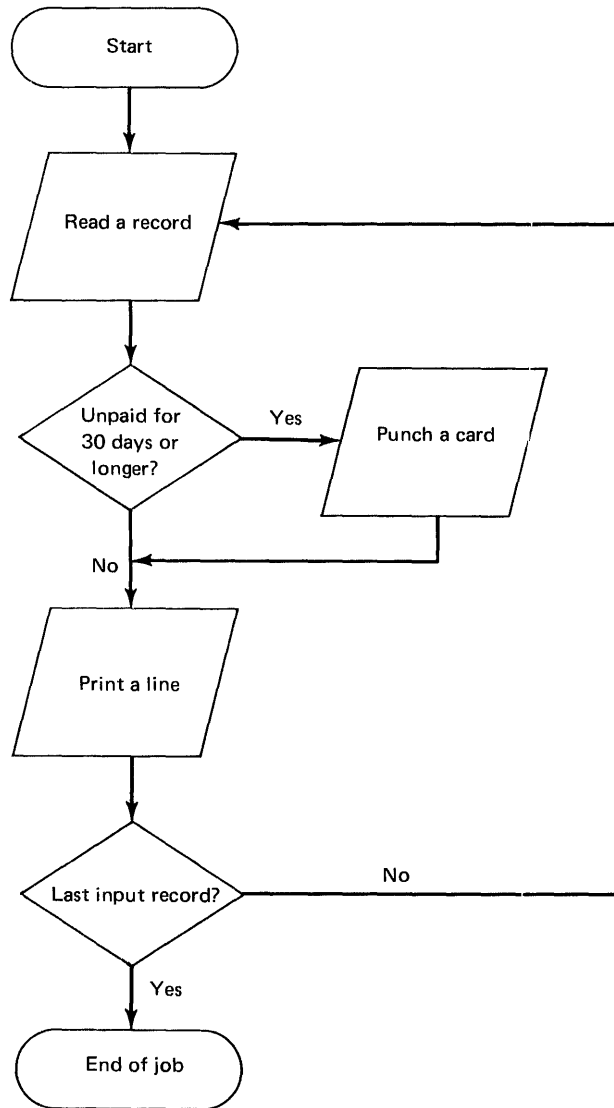 Start
Read a record
Unpaid for
30 days or
longer?
Yes
Punch a card
No
Print a line
Last input record?
No
Yes
End of job